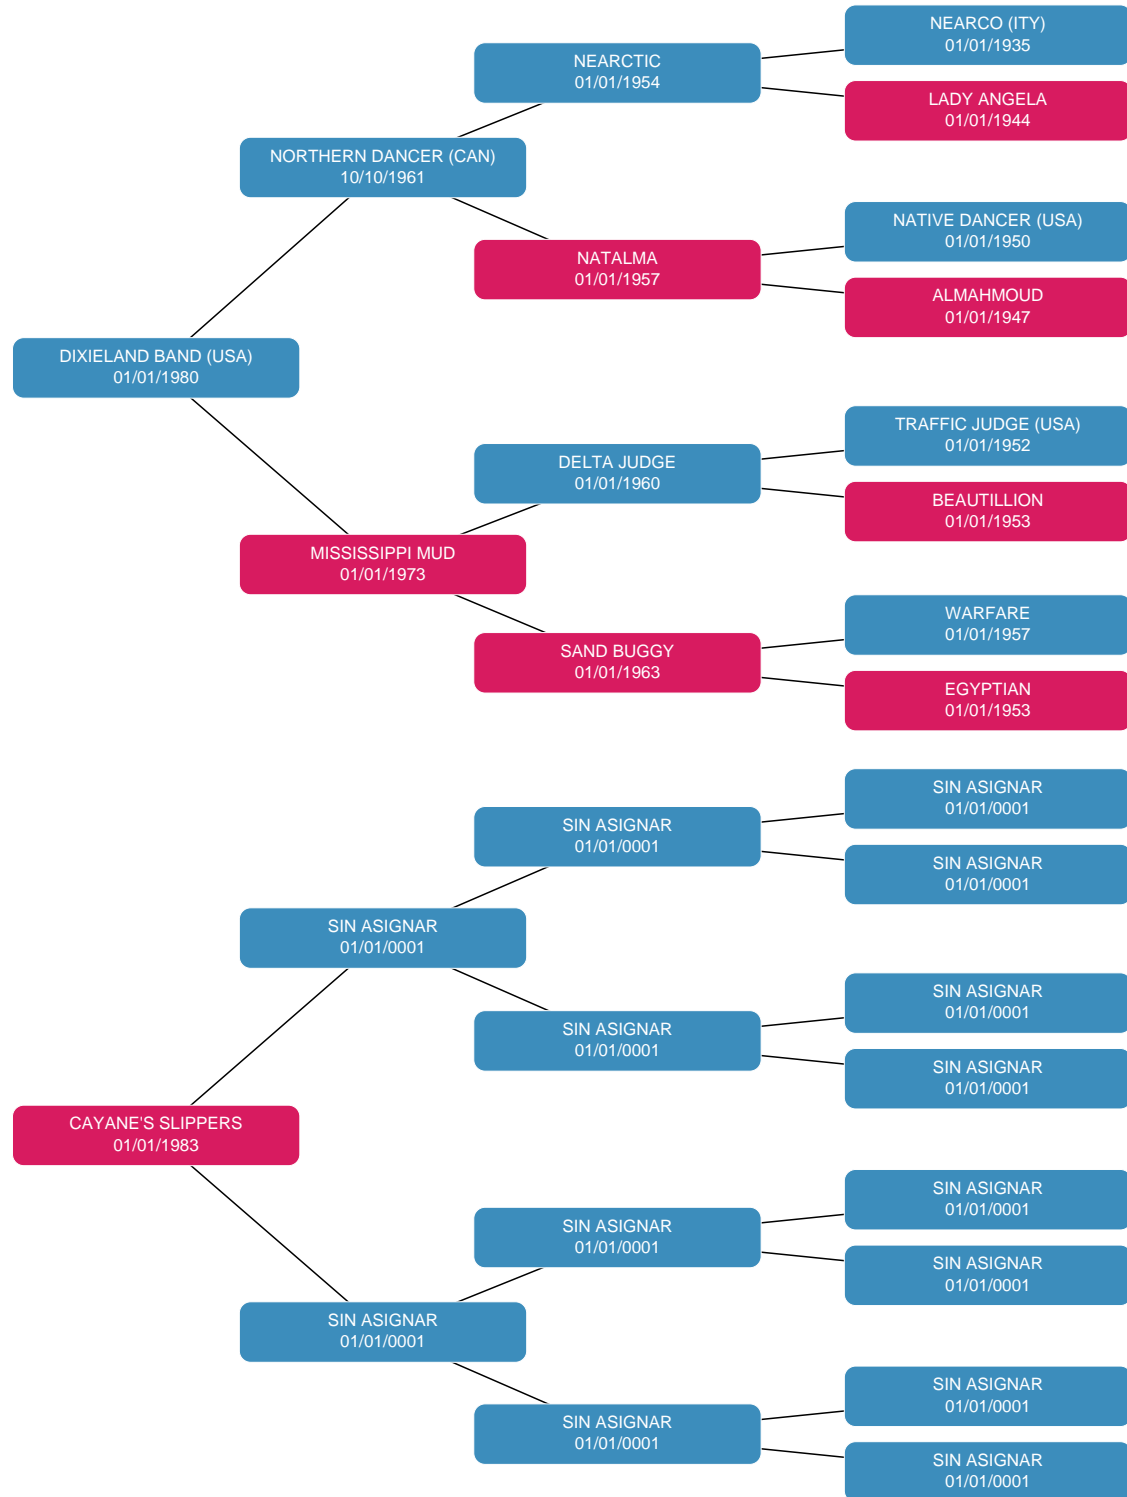 NEARCO (ITY)
01/01/1935
NEARCTIC
01/01/1954
LADY ANGELA
01/01/1944
NORTHERN DANCER (CAN)
10/10/1961
NATIVE DANCER (USA)
01/01/1950
NATALMA
01/01/1957
ALMAHMOUD
01/01/1947
DIXIELAND BAND (USA)
01/01/1980
TRAFFIC JUDGE (USA)
01/01/1952
DELTA JUDGE
01/01/1960
BEAUTILLION
01/01/1953
MISSISSIPPI MUD
01/01/1973
WARFARE
01/01/1957
SAND BUGGY
01/01/1963
EGYPTIAN
01/01/1953
SIN ASIGNAR
01/01/0001
SIN ASIGNAR
01/01/0001
SIN ASIGNAR
01/01/0001
SIN ASIGNAR
01/01/0001
SIN ASIGNAR
01/01/0001
SIN ASIGNAR
01/01/0001
SIN ASIGNAR
01/01/0001
CAYANE'S SLIPPERS
01/01/1983
SIN ASIGNAR
01/01/0001
SIN ASIGNAR
01/01/0001
SIN ASIGNAR
01/01/0001
SIN ASIGNAR
01/01/0001
SIN ASIGNAR
01/01/0001
SIN ASIGNAR
01/01/0001
SIN ASIGNAR
01/01/0001